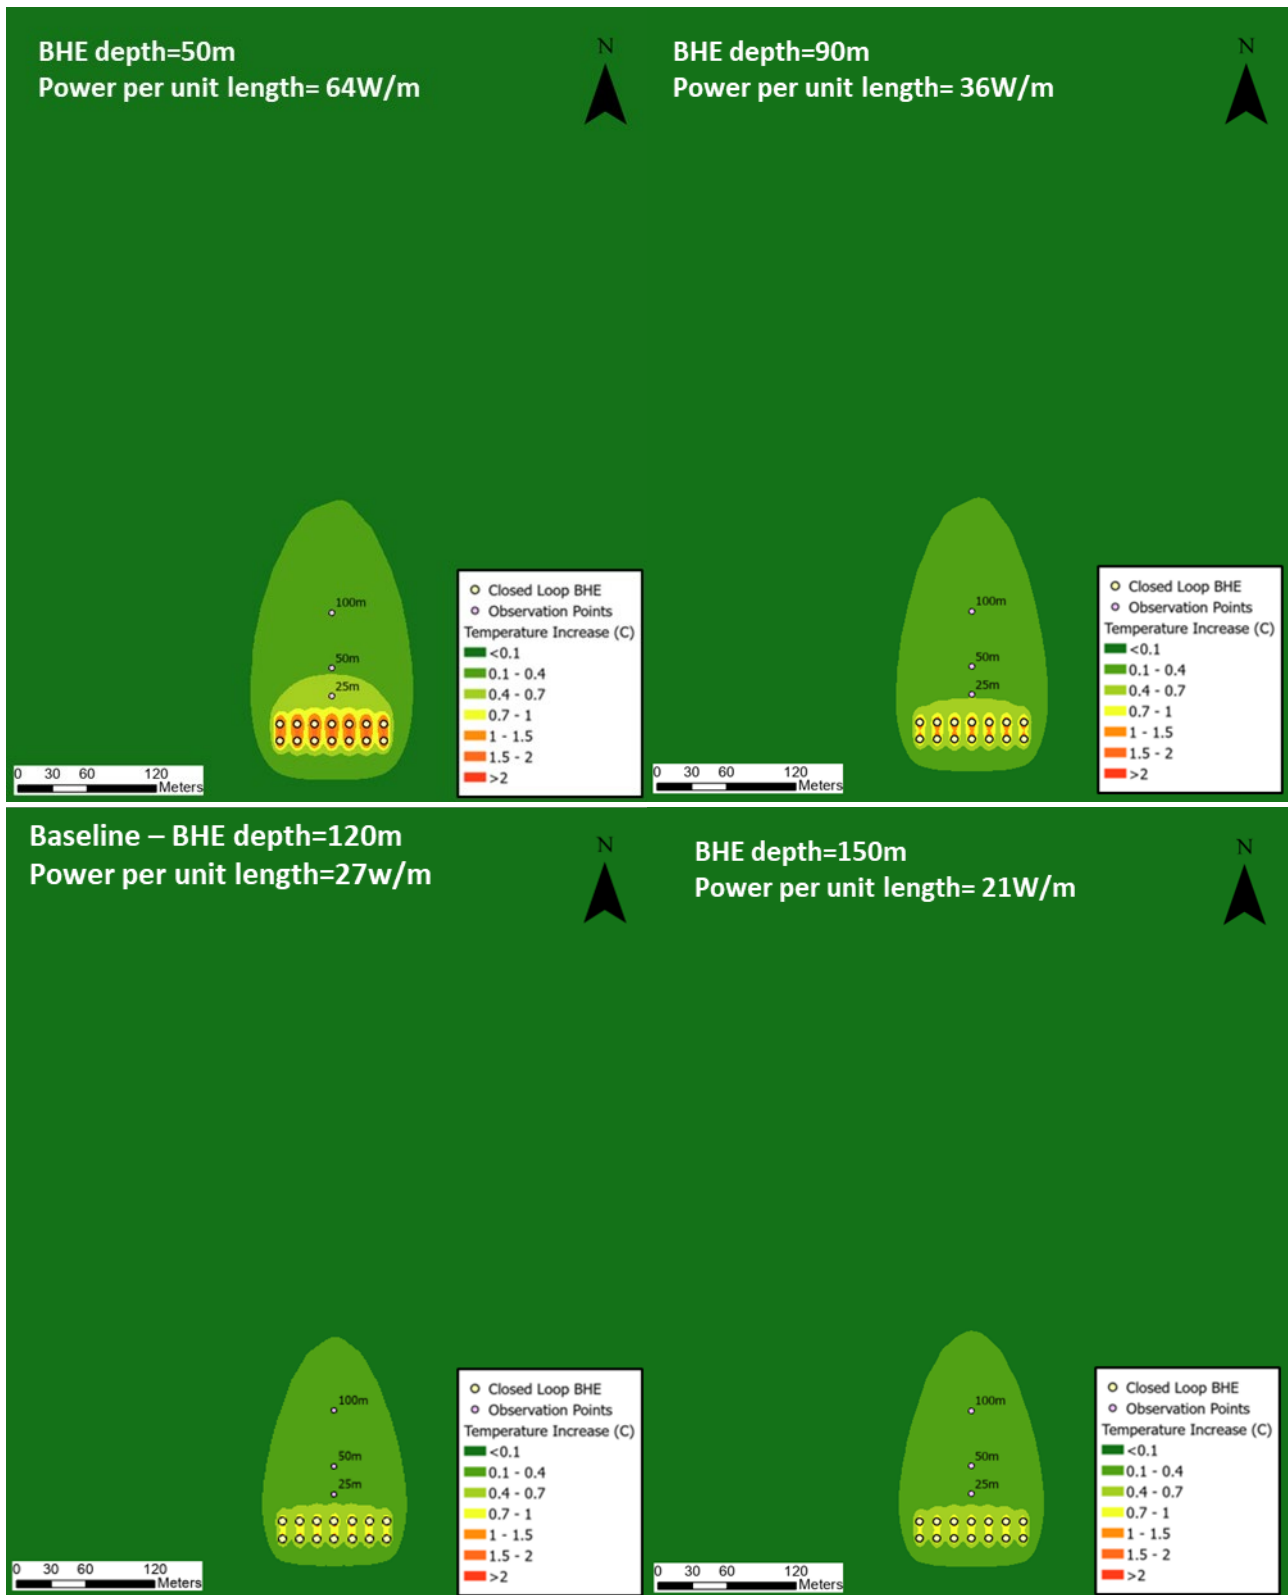 BHE depth=50m
Power per unit length= 64W/m
N
100m
50m
25m
Closed Loop BHE
Observation Points
Temperature Increase (C)
<0.1
0.1 - 0.4
0.4 - 0.7
0.7 - 1
1 - 1.5
1.5 - 2
>2
0 30 60 120
Meters
BHE depth=90m
Power per unit length= 36W/m
N
100m
50m
25m
Closed Loop BHE
Observation Points
Temperature Increase (C)
<0.1
0.1 - 0.4
0.4 - 0.7
0.7 - 1
1 - 1.5
1.5 - 2
>2
0 30 60 120
Meters
Baseline – BHE depth=120m
Power per unit length=27w/m
N
100m
50m
25m
Closed Loop BHE
Observation Points
Temperature Increase (C)
<0.1
0.1 - 0.4
0.4 - 0.7
0.7 - 1
1 - 1.5
1.5 - 2
>2
0 30 60 120
Meters
BHE depth=150m
Power per unit length= 21W/m
N
100m
50m
25m
Closed Loop BHE
Observation Points
Temperature Increase (C)
<0.1
0.1 - 0.4
0.4 - 0.7
0.7 - 1
1 - 1.5
1.5 - 2
>2
0 30 60 120
Meters